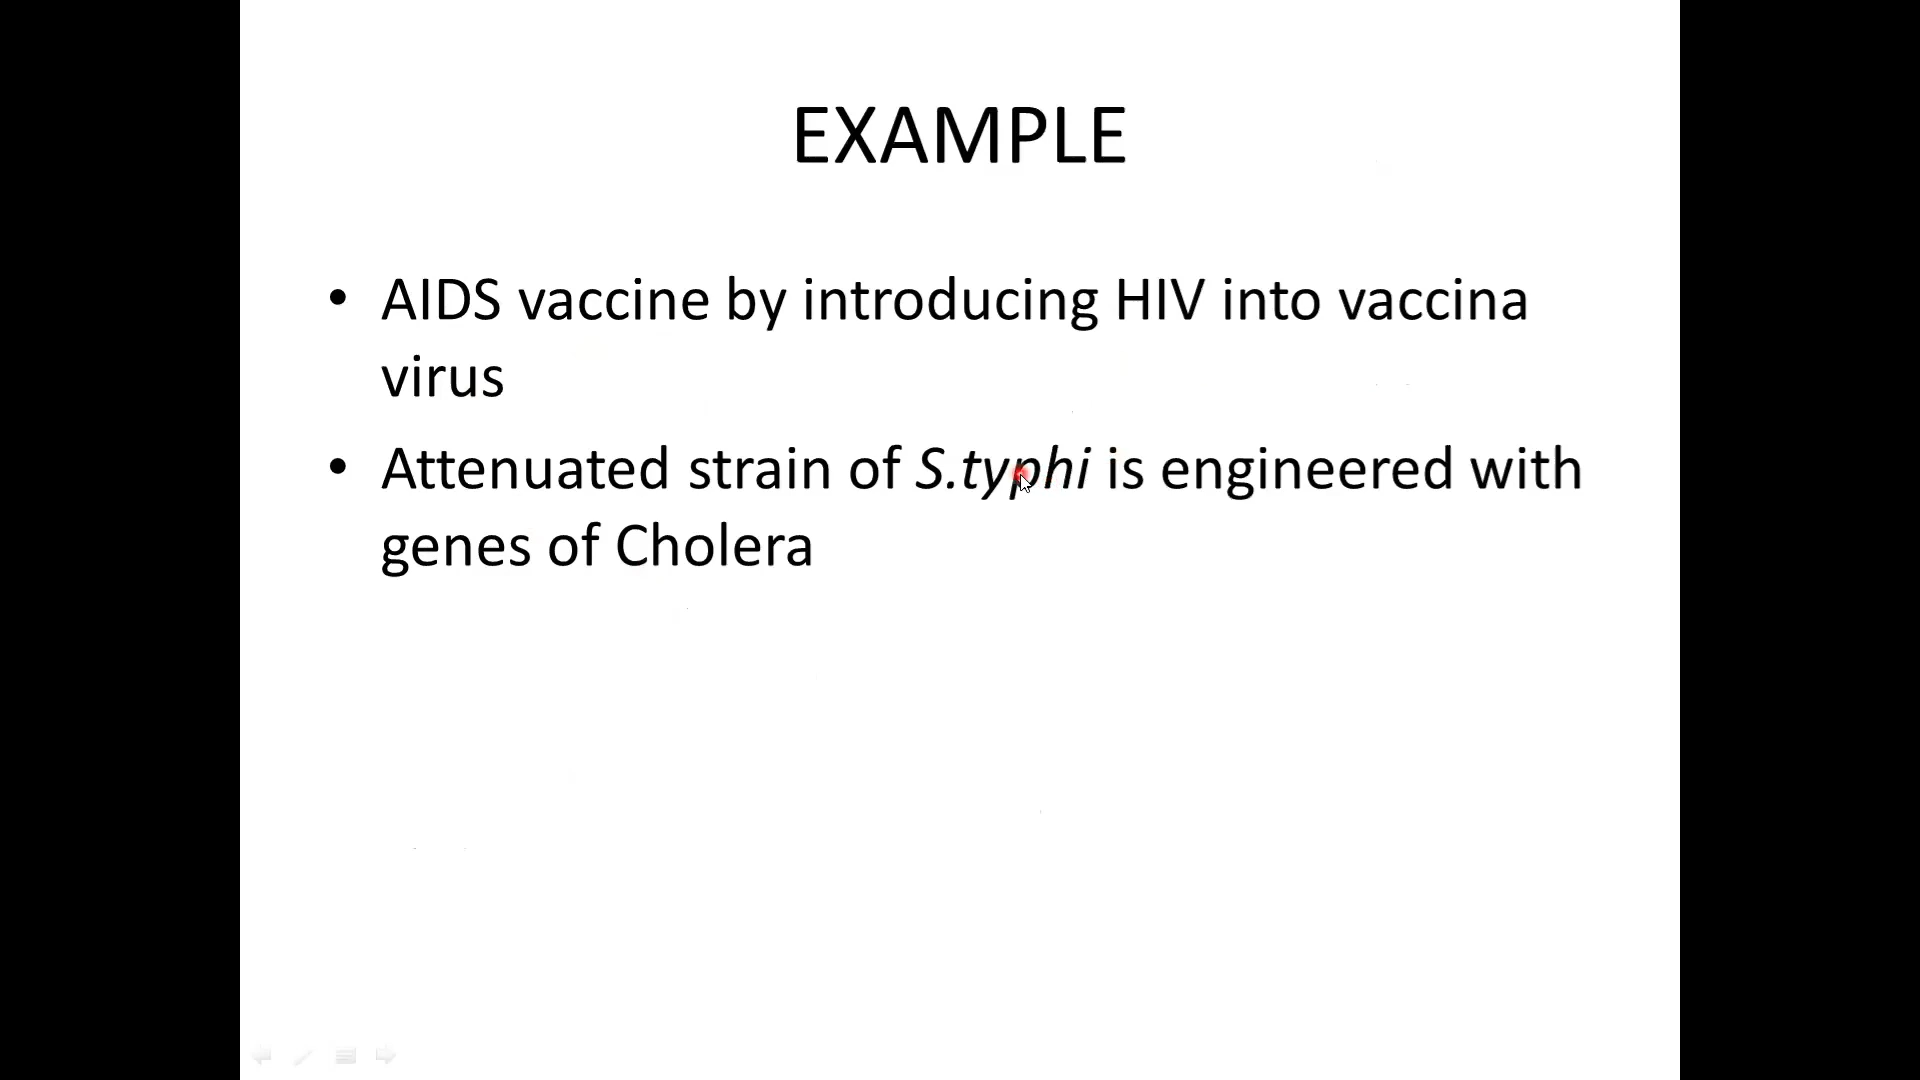 EXAMPLE
• AIDS vaccine by introducing HIV into vaccina
virus
• Attenuated strain of S.typhi is engineered with
genes of Cholera